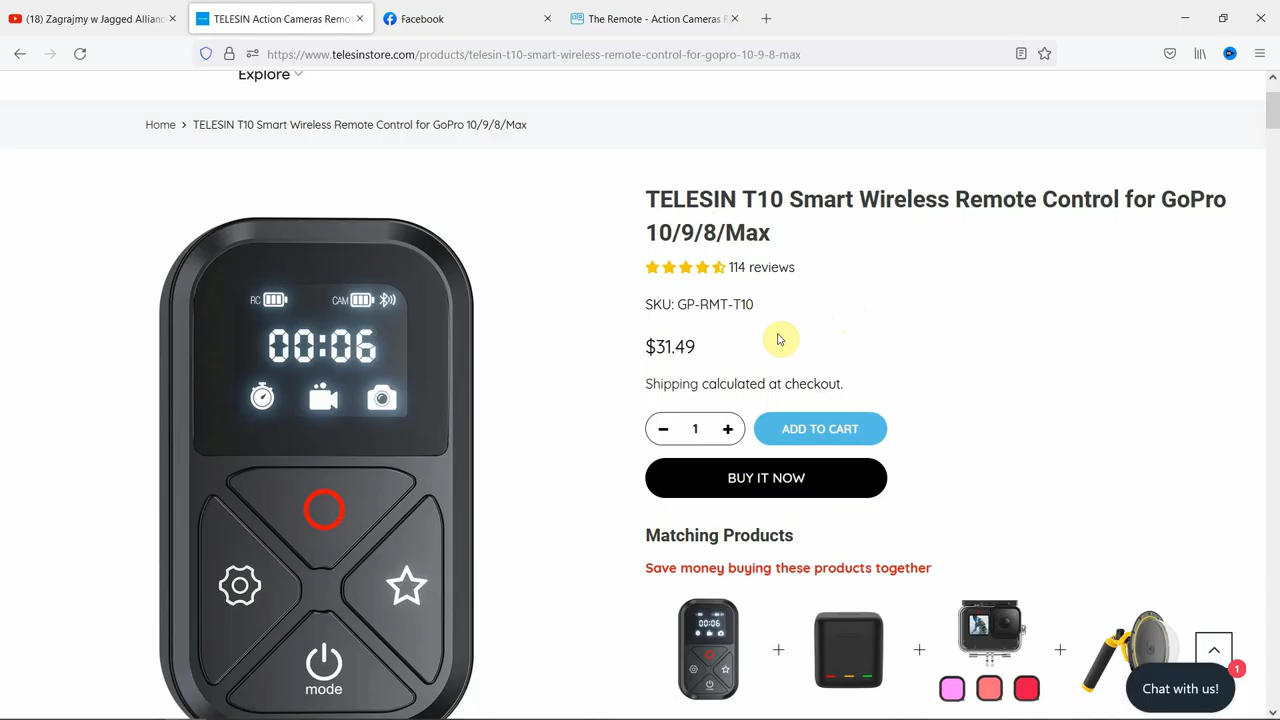 (18) Zagrajmy w Jagged Allianc
TELESIN Action Cameras Remo
Facebook
The Remote - Action Cameras R
https://www.telesinstore.com/products/telesin-t10-smart-wireless-remote-control-for-gopro-10-9-8-max
Explore
Home > TELESIN T10 Smart Wireless Remote Control for GoPro 10/9/8/Max
TELESIN T10 Smart Wireless Remote Control for GoPro
10/9/8/Max
114 reviews
SKU: GP-RMT-T10
$31.49
Shipping calculated at checkout.
1
ADD TO CART
BUY IT NOW
Matching Products
Save money buying these products together
RC
CAM
00:06
mode
00:06
Chat with us!
1